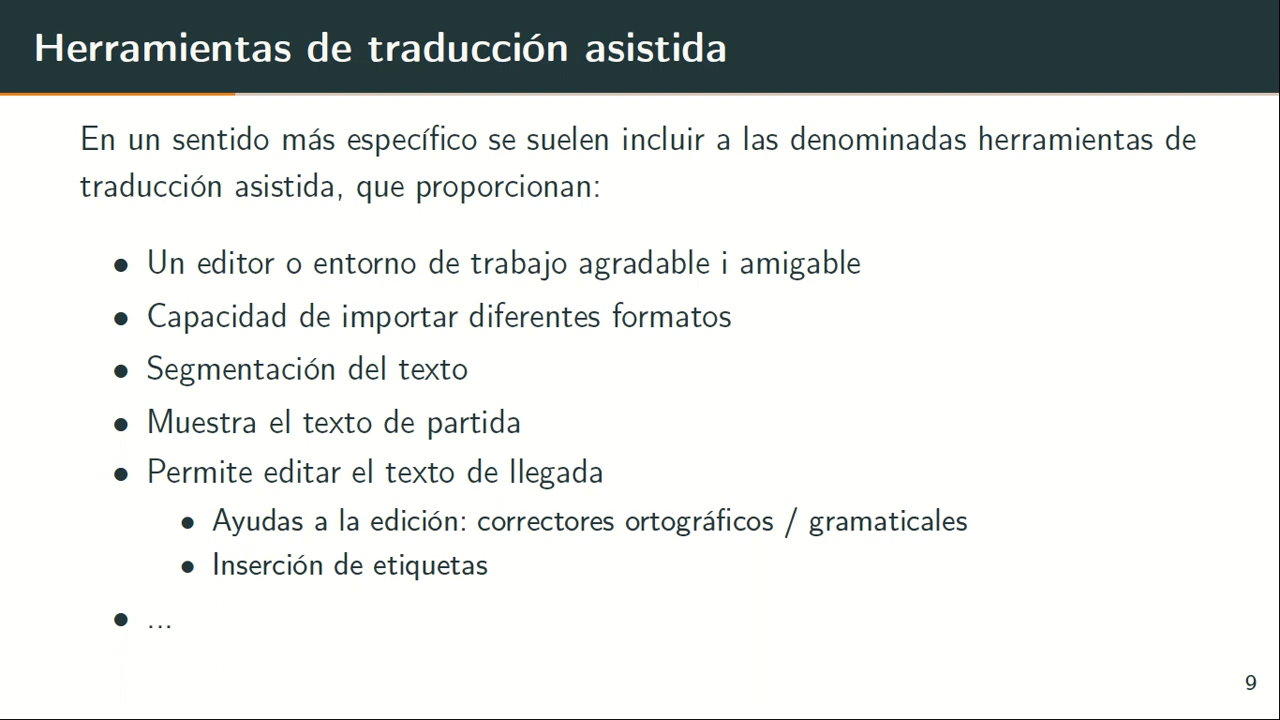 Herramientas de traducción asistida
En un sentido más específico se suelen incluir a las denominadas herramientas de
traducción asistida, que proporcionan:
• Un editor o entorno de trabajo agradable i amigable
• Capacidad de importar diferentes formatos
• Segmentación del texto
• Muestra el texto de partida
• Permite editar el texto de llegada
• Ayudas a la edición: correctores ortográficos / gramaticales
• Inserción de etiquetas
• ...
9